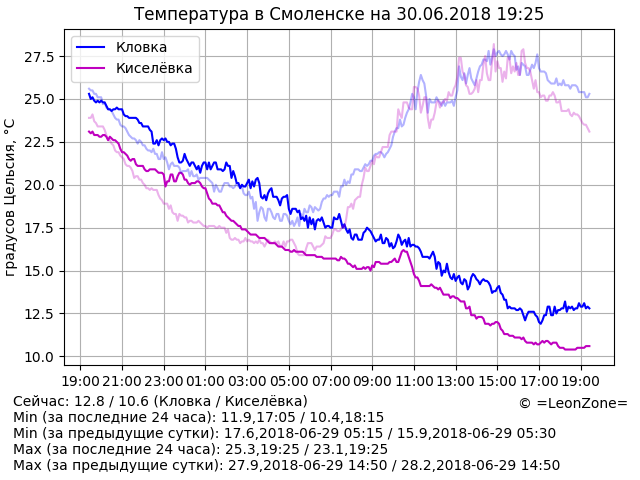 Температура в Смоленске на 30.06.2018 19:25
Кловка
Киселёвка
градусов Цельсия, °C
27.5
25.0
22.5
20.0
17.5
15.0
12.5
10.0
19:00 21:00 23:00 01:00 03:00 05:00 07:00 09:00 11:00 13:00 15:00 17:00 19:00
Сейчас: 12.8 / 10.6 (Кловка / Киселёвка)
© =LeonZone=
Min (за последние 24 часа): 11.9,17:05 / 10.4,18:15
Min (за предыдущие сутки): 17.6,2018-06-29 05:15 / 15.9,2018-06-29 05:30
Max (за последние 24 часа): 25.3,19:25 / 23.1,19:25
Max (за предыдущие сутки): 27.9,2018-06-29 14:50 / 28.2,2018-06-29 14:50